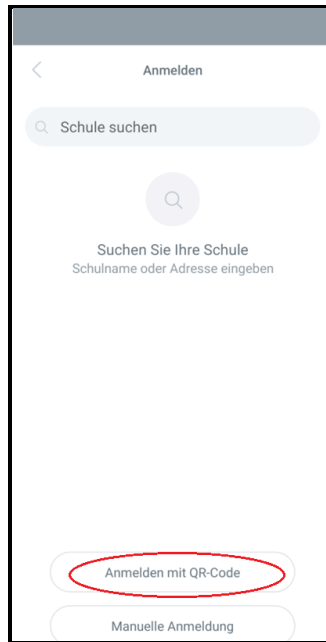 Anmelden
Schule suchen
Suchen Sie Ihre Schule
Schulname oder Adresse eingeben
Anmelden mit QR-Code
Manuelle Anmeldung